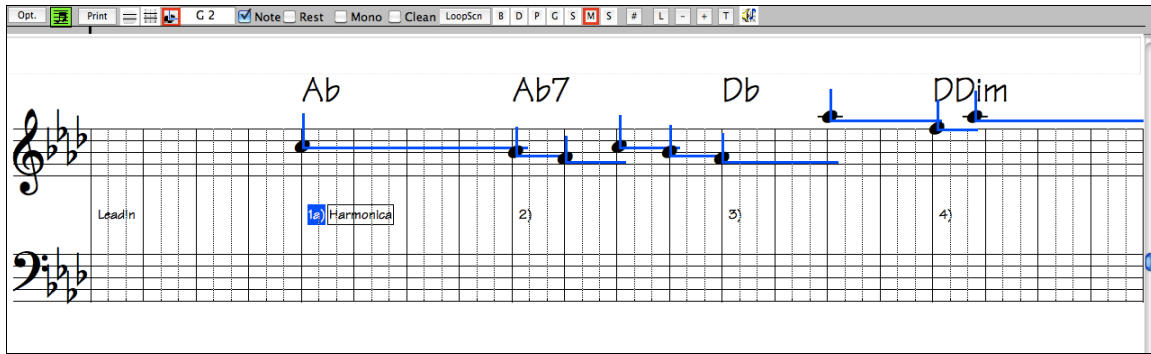 Opt. Print G 2 Note Rest Mono Clean LoopScn B D P G S M S # L - + T
Ab Ab7 Db DDim
LeadIn 1a) Harmonica 2) 3) 4)